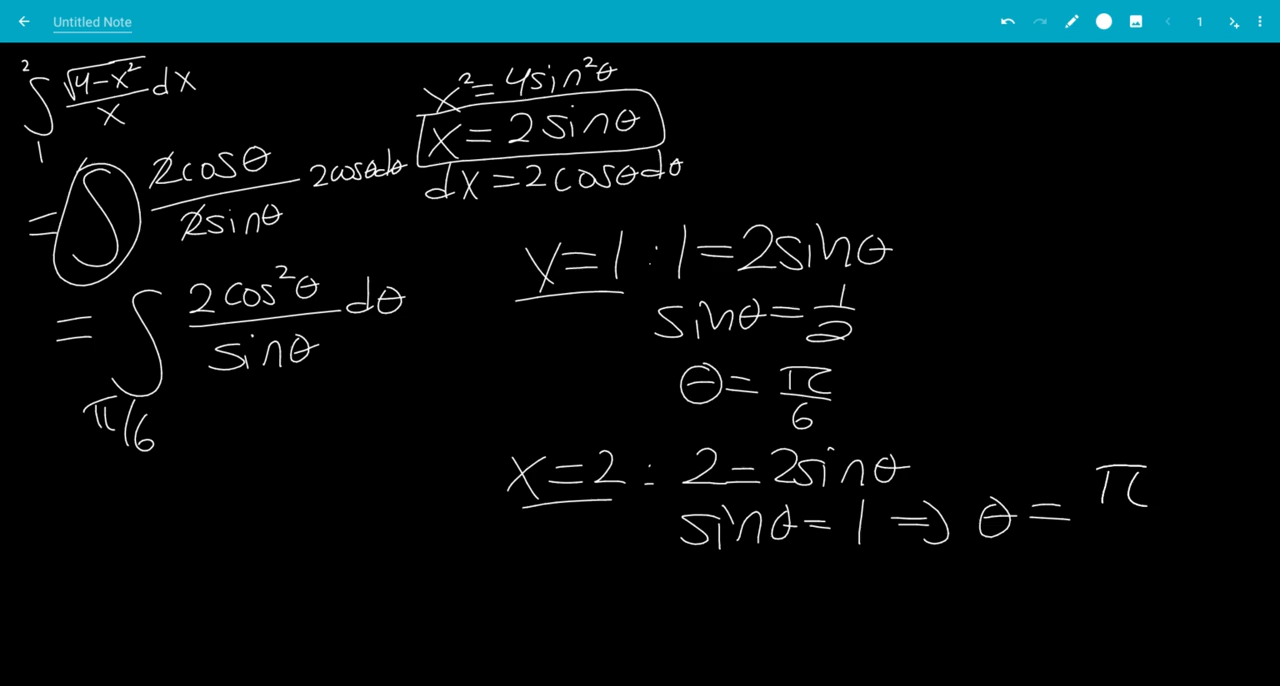 Untitled Note
1
∫₁² √(4-x²)/x dx
x² = 4sin²θ
x = 2sinθ
dx = 2cosθdθ
= ∫ 2cosθ/2sinθ 2cosθdθ
= ∫π/6 2cos²θ/sinθ dθ
x=1 : 1=2sinθ
sinθ=1/2
θ=π/6
x=2 : 2=2sinθ
sinθ=1 ⇒ θ= π